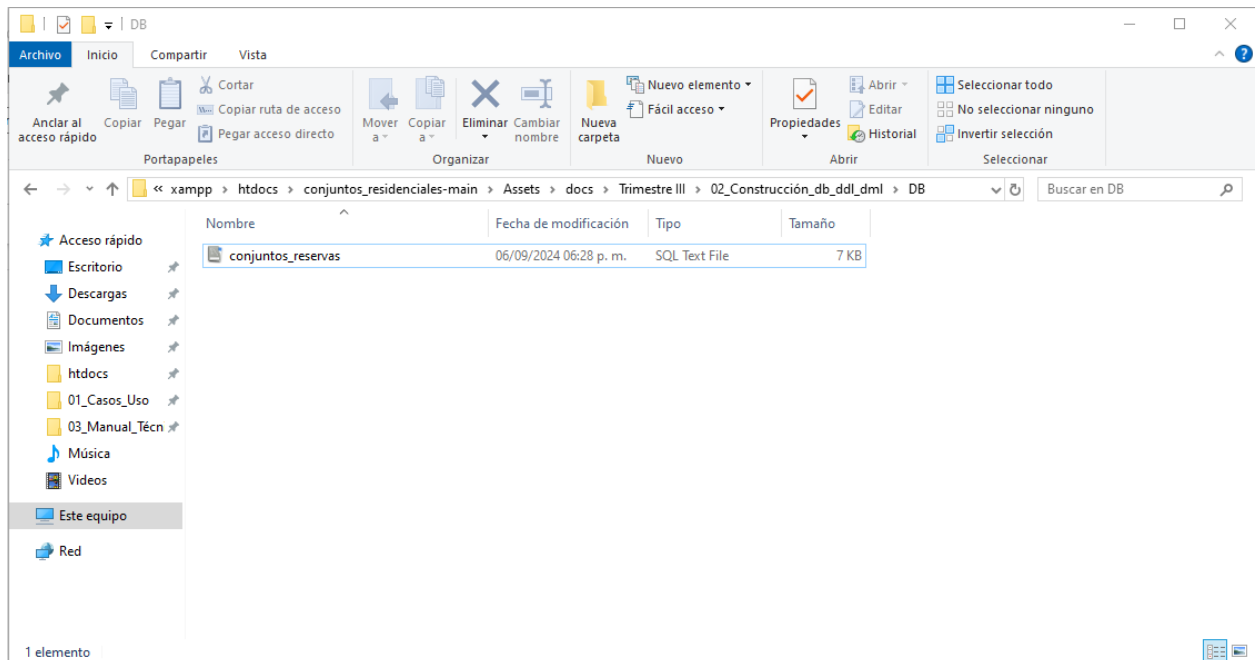 DB
Archivo Inicio Compartir Vista
Anclar al acceso rápido
Copiar
Pegar
Cortar
Copiar ruta de acceso
Pegar acceso directo
Portapapeles
Mover a
Copiar a
Eliminar
Cambiar nombre
Organizar
Nueva carpeta
Nuevo elemento
Fácil acceso
Nuevo
Propiedades
Abrir
Editar
Historial
Abrir
Seleccionar todo
No seleccionar ninguno
Invertir selección
Seleccionar
« xampp > htdocs > conjuntos_residenciales-main > Assets > docs > Trimestre III > 02_Construcción_db_ddl_dml > DB
Buscar en DB
Nombre Fecha de modificación Tipo Tamaño
conjuntos_reservas 06/09/2024 06:28 p. m. SQL Text File 7 KB
Acceso rápido
Escritorio
Descargas
Documentos
Imágenes
htdocs
01_Casos_Uso
03_Manual_Técn
Música
Videos
Este equipo
Red
1 elemento